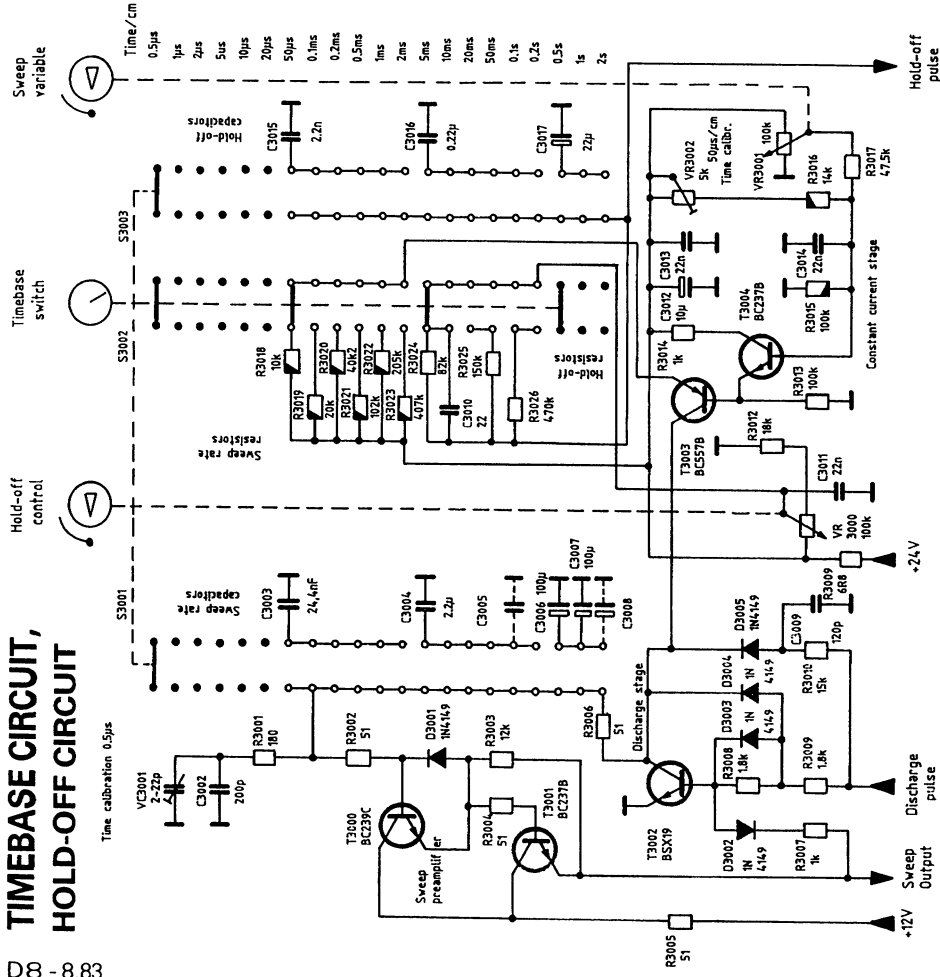 TIMEBASE CIRCUIT,
HOLD-OFF CIRCUIT
D8 - 8.83
Hold-off
control
Timebase
switch
Sweep
variable
Time/cm
0.5µs
1µs
2µs
5us
10µs
20µs
50µs
0.1ms
0.2ms
0.5ms
1ms
2ms
5ms
10ms
20ms
50ms
0.1s
0,2s
0.5s
1s
2s
S3001
S3002
S3003
Sweep rate
capacitors
C3003
24,4nF
C3004
2.2µ
C3005
C3006
100µ
C3007
100µ
C3008
Sweep rate
resistors
R3018
10k
R3019
20k
R3020
40k2
R3021
102k
R3022
205k
R3023
407k
R3024
82k
C3010
22
R3025
150k
R3026
470k
Hold-off
resistors
Hold-off
capacitors
C3015
2.2n
C3016
0.22µ
C3017
22µ
Time calibration 0.5µs
VC3001
2-22p
C3002
200p
R3001
180
R3002
51
D3001
1N4149
R3003
12k
T3000
BC239C
Sweep
preamplifier
R3004
51
T3001
BC237B
R3005
51
+12V
Sweep
Output
R3006
51
Discharge stage
T3002
BSX19
D3002
1N
4149
R3007
1k
R3008
1.8k
R3009
1.8k
D3003
1N
4149
D3004
1N
4149
D3005
1N4149
C3009
120p
R3010
15k
Discharge
pulse
R3009
6R8
+24V
VR
3000
100k
C3011
22n
R3012
18k
R3013
100k
T3003
BC557B
T3004
BC237B
R3014
1k
C3012
10µ
C3013
22n
R3015
100k
C3014
22n
Constant current stage
VR3002
5k
50µs/cm
Time calibr.
VR3001
100k
R3016
14k
R3017
47.5k
Hold-off
pulse